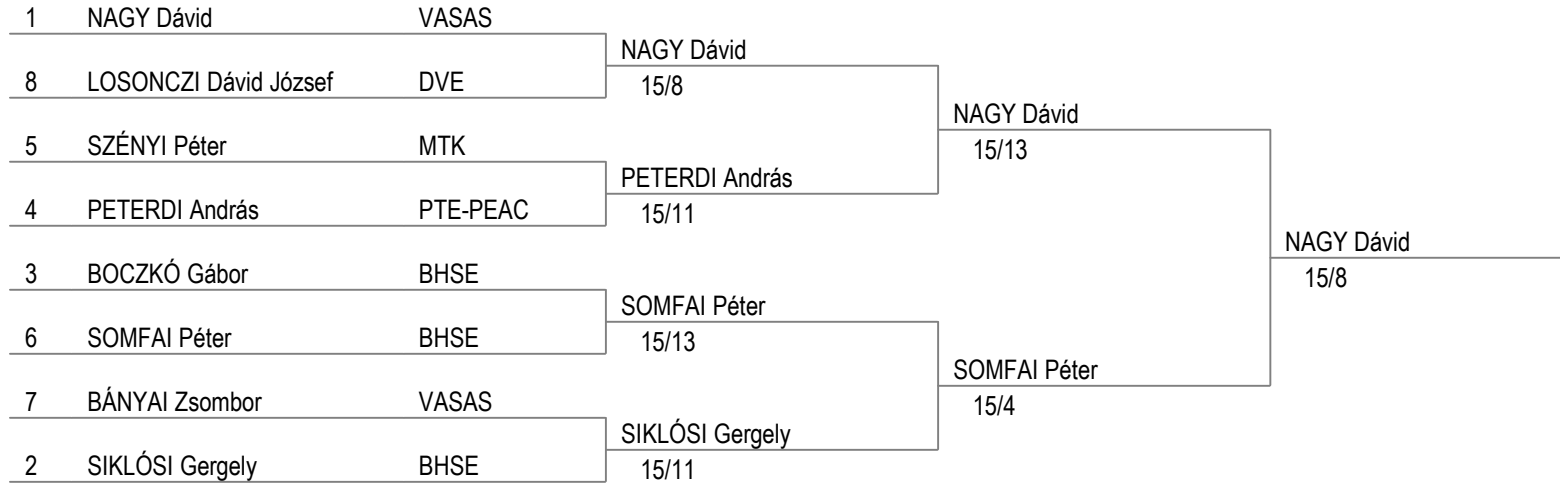 1 NAGY Dávid VASAS
NAGY Dávid
8 LOSONCZI Dávid József DVE
15/8
NAGY Dávid
5 SZÉNYI Péter MTK
15/13
PETERDI András
4 PETERDI András PTE-PEAC
15/11
NAGY Dávid
3 BOCZKÓ Gábor BHSE
15/8
SOMFAI Péter
6 SOMFAI Péter BHSE
15/13
SOMFAI Péter
7 BÁNYAI Zsombor VASAS
15/4
SIKLÓSI Gergely
2 SIKLÓSI Gergely BHSE
15/11